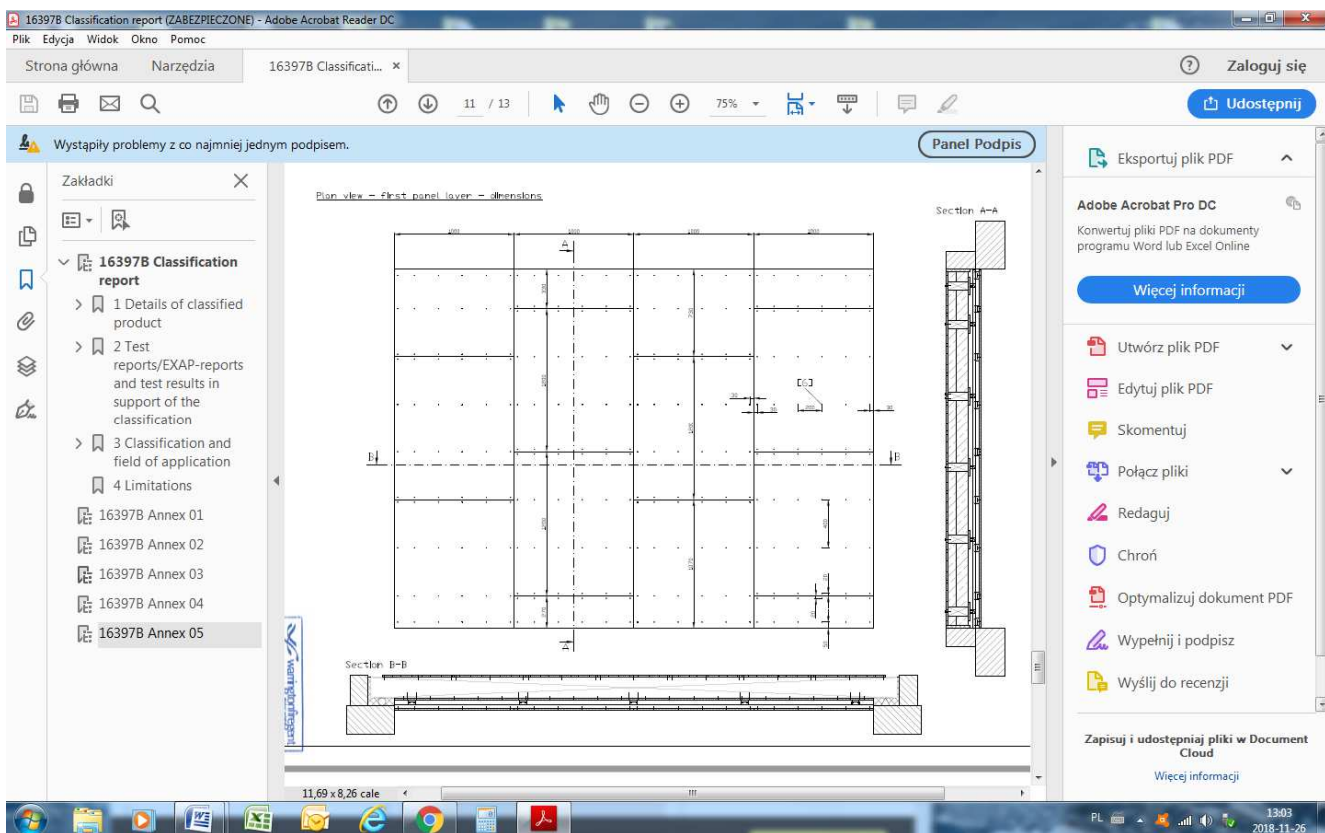 16397B Classification report (ZABEZPIECZONE) - Adobe Acrobat Reader DC
Plik Edycja Widok Okno Pomoc
Strona główna Narzędzia 16397B Classificati... ×
Zaloguj się
11 / 13 75%
Udostępnij
Wystąpiły problemy z co najmniej jednym podpisem.
Panel Podpis
Zakładki
16397B Classification
report
1 Details of classified
product
2 Test
reports/EXAP-reports
and test results in
support of the
classification
3 Classification and
field of application
4 Limitations
16397B Annex 01
16397B Annex 02
16397B Annex 03
16397B Annex 04
16397B Annex 05
Plan view - first panel layer - dimensions
Section A-A
A
[6]
B
B
A
Section B-B
warringtonfiregent
11,69 x 8,26 cale
Eksportuj plik PDF
Adobe Acrobat Pro DC
Konwertuj pliki PDF na dokumenty
programu Word lub Excel Online
Więcej informacji
Utwórz plik PDF
Edytuj plik PDF
Skomentuj
Połącz pliki
Redaguj
Chroń
Optymalizuj dokument PDF
Wypełnij i podpisz
Wyślij do recenzji
Zapisuj i udostępniaj pliki w Document
Cloud
Więcej informacji
PL
13:03
2018-11-26